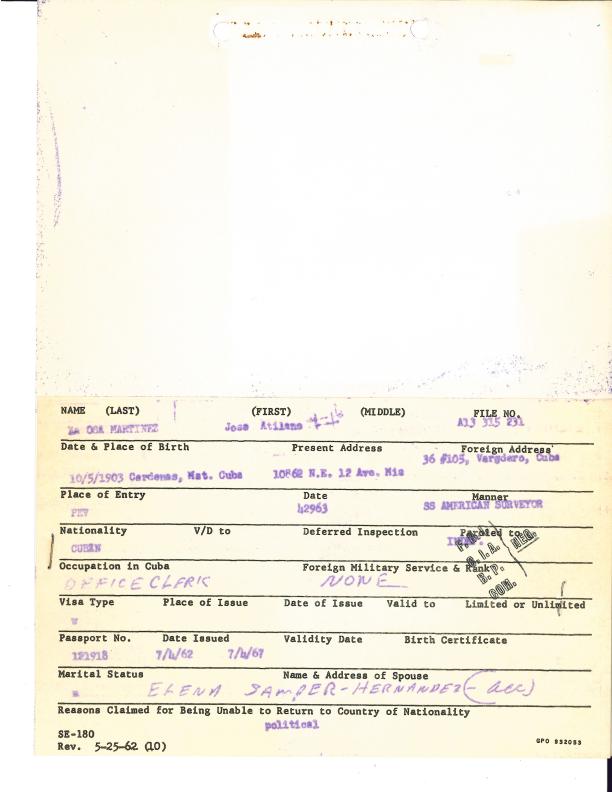 NAME (LAST) (FIRST) (MIDDLE) FILE NO.
La OSA MARTINEZ Jose Atilano A13 315 231
Date & Place of Birth Present Address Foreign Address
36 #105, Vargdero, Cuba
10/5/1903 Cardenas, Mat. Cuba 10862 N.E. 12 Ave. Mia
Place of Entry Date Manner
PEV 42963 SS AMERICAN SURVEYOR
Nationality V/D to Deferred Inspection Paroled to
CUBAN
F.B.I.
C.I.A. NEG.
B.P.
COM.
Occupation in Cuba Foreign Military Service & Rank
OFFICE CLERK NONE
Visa Type Place of Issue Date of Issue Valid to Limited or Unlimited
W
Passport No. Date Issued Validity Date Birth Certificate
121918 7/4/62 7/4/67
Marital Status Name & Address of Spouse
m ELENA SAMPER-HERNANDEZ (-acc)
Reasons Claimed for Being Unable to Return to Country of Nationality
political
SE-180
Rev. 5-25-62 (10)
GPO 932053